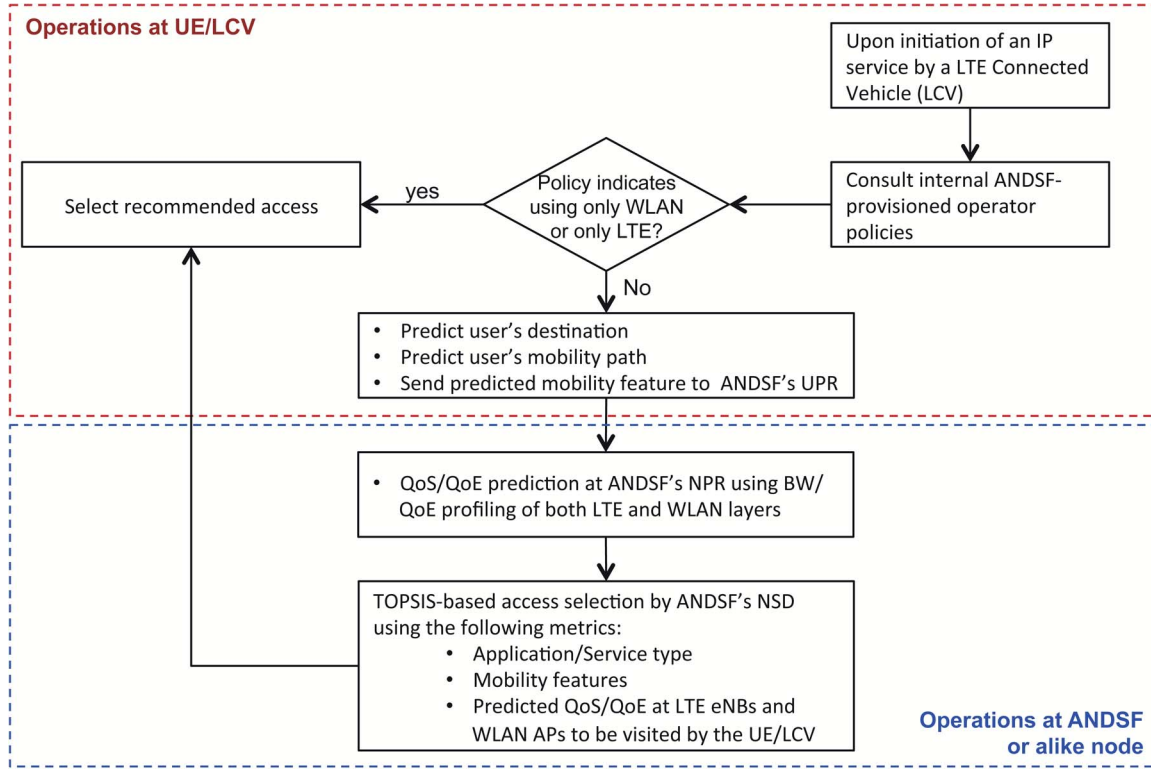 Operations at UE/LCV
Upon initiation of an IP
service by a LTE Connected
Vehicle (LCV)
Consult internal ANDSF-
provisioned operator
policies
Policy indicates
using only WLAN
or only LTE?
yes
Select recommended access
No
• Predict user's destination
• Predict user's mobility path
• Send predicted mobility feature to ANDSF's UPR
• QoS/QoE prediction at ANDSF's NPR using BW/
QoE profiling of both LTE and WLAN layers
TOPSIS-based access selection by ANDSF's NSD
using the following metrics:
• Application/Service type
• Mobility features
• Predicted QoS/QoE at LTE eNBs and
WLAN APs to be visited by the UE/LCV
Operations at ANDSF
or alike node